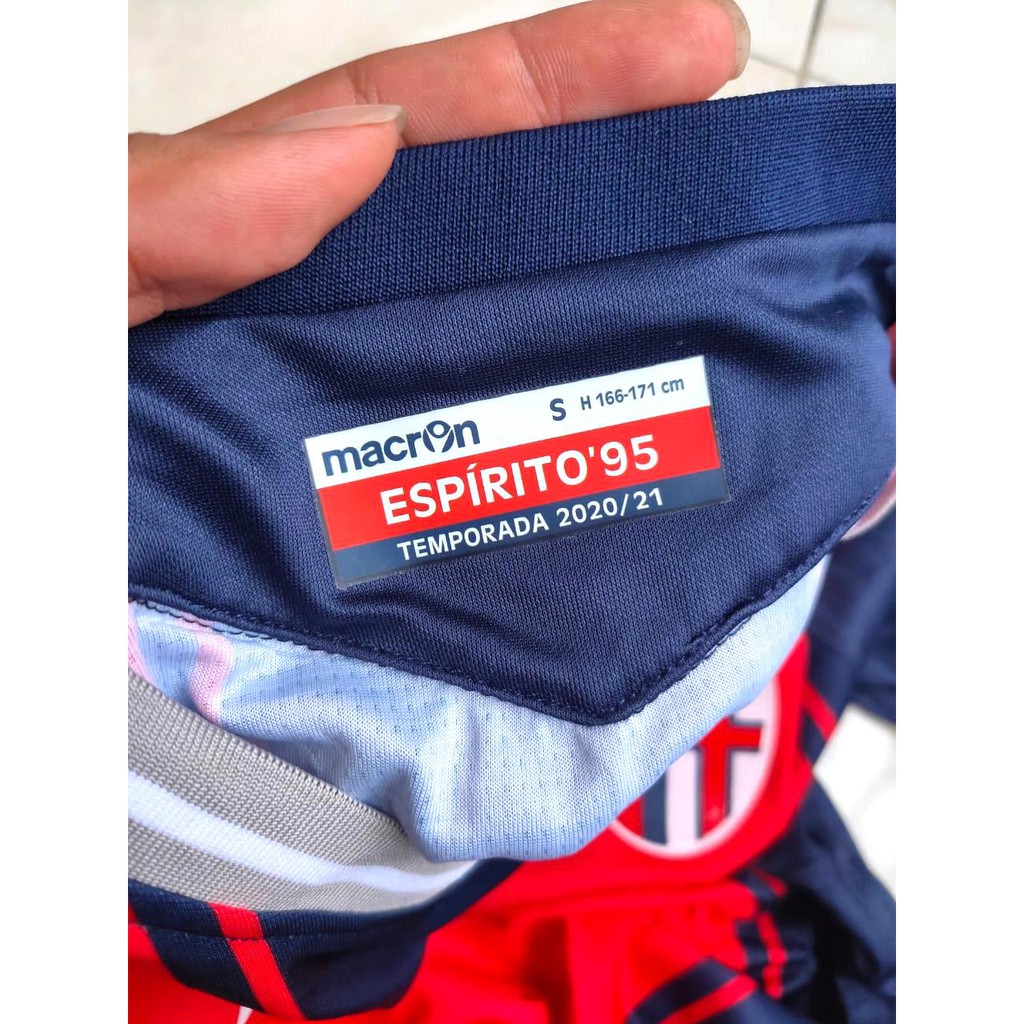 macron S H 166-171 cm
ESPÍRITO'95
TEMPORADA 2020/21